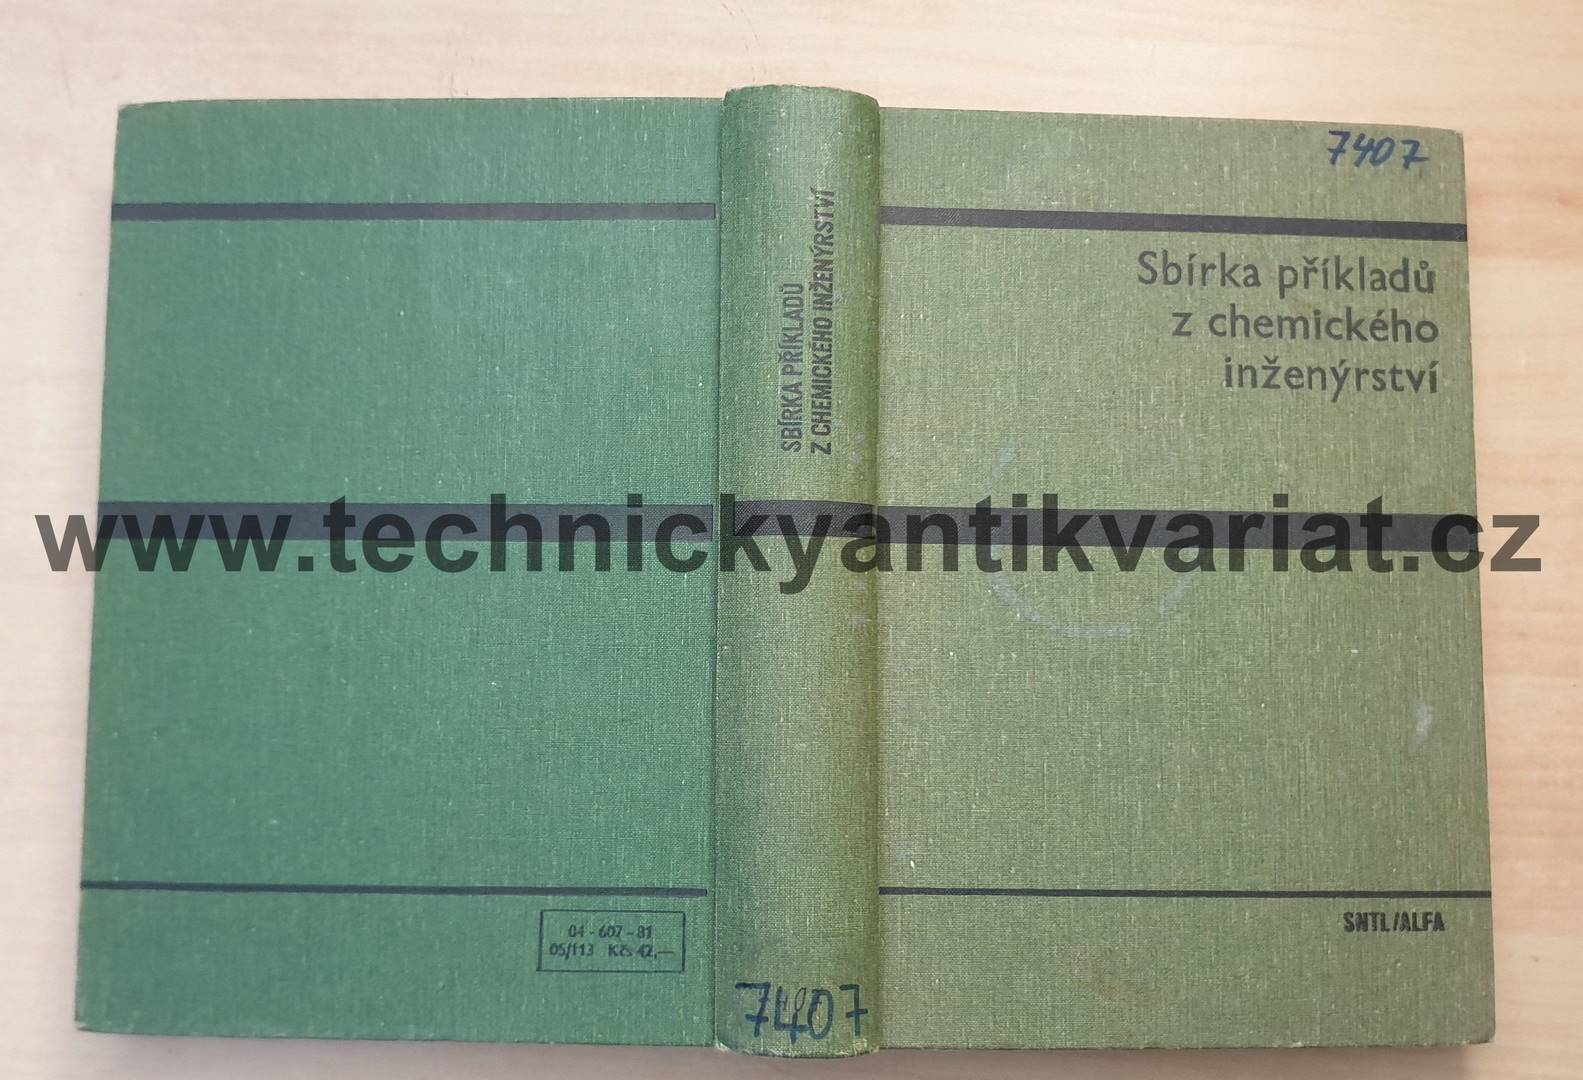 7407
Sbírka příkladů
z chemického
inženýrství
SBÍRKA PŘÍKLADŮ
Z CHEMICKÉHO INŽENÝRSTVÍ
www.technickyantikvariat.cz
SNTL/ALFA
04-607-81
05/113 Kčs 42,—
7407